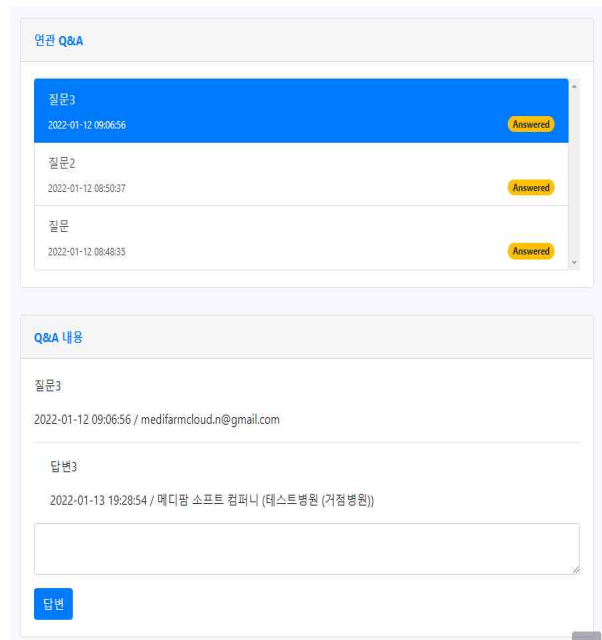 연관 Q&A
질문3
2022-01-12 09:06:56
Answered
질문2
2022-01-12 08:50:37
Answered
질문
2022-01-12 08:48:35
Answered
Q&A 내용
질문3
2022-01-12 09:06:56 / medifarmcloud.n@gmail.com
답변3
2022-01-13 19:28:54 / 메디팜 소프트 컴퍼니 (테스트병원 (거점병원))
답변